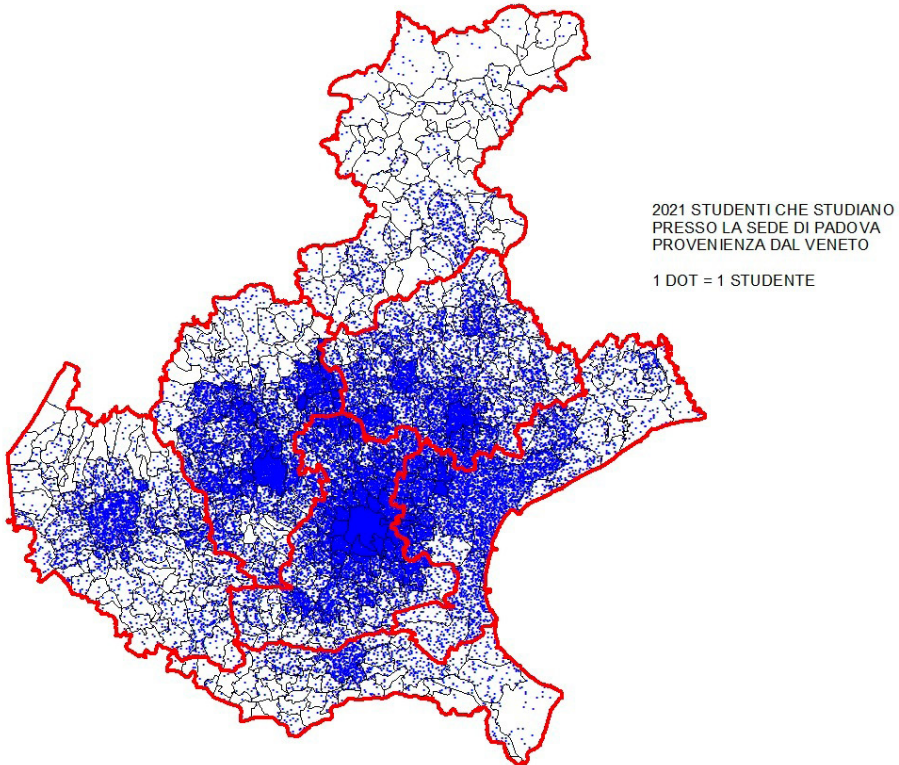 2021 STUDENTI CHE STUDIANO
PRESSO LA SEDE DI PADOVA
PROVENIENZA DAL VENETO
1 DOT = 1 STUDENTE